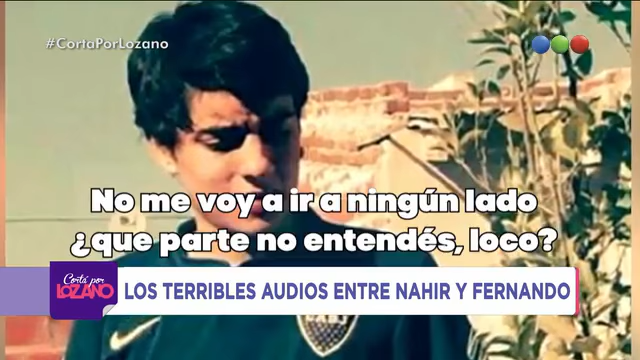 #CortaPorLozano
No me voy a ir a ningún lado
¿que parte no entendés, loco?
Cortá por
LOZANO
LOS TERRIBLES AUDIOS ENTRE NAHIR Y FERNANDO